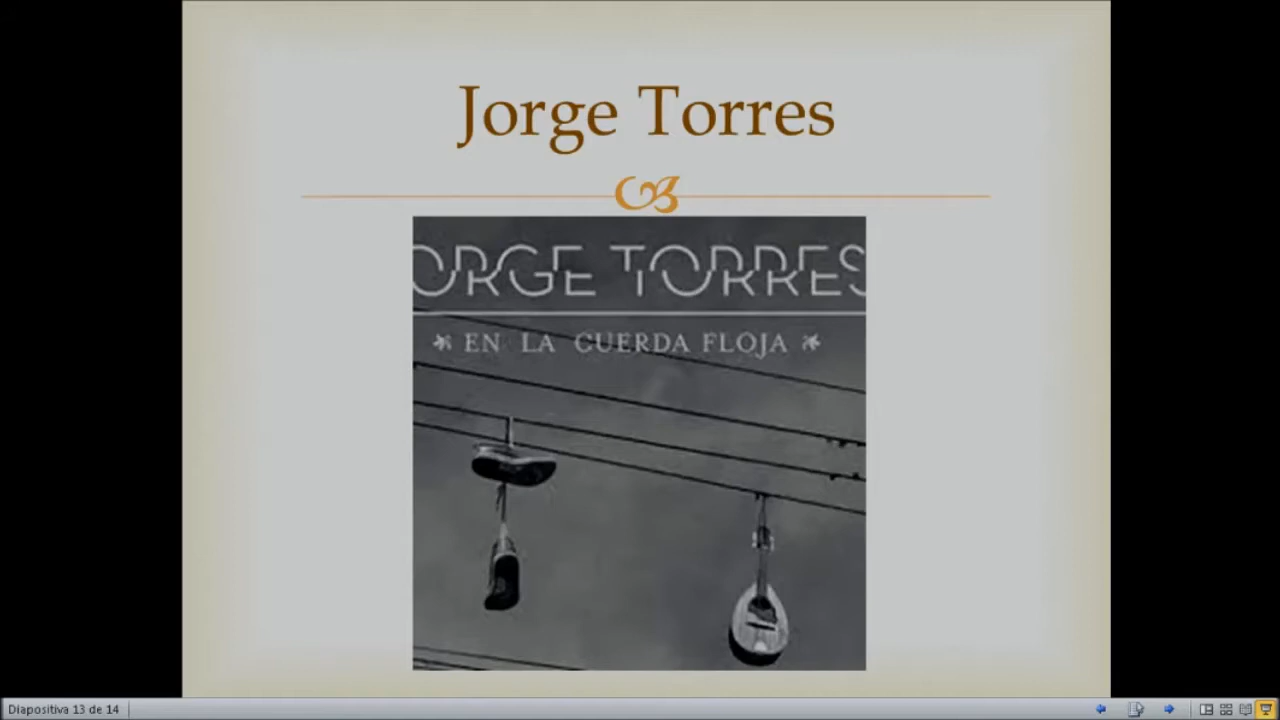 Jorge Torres
ORGE TORRES
EN LA CUERDA FLOJA
Diapositiva 13 de 14